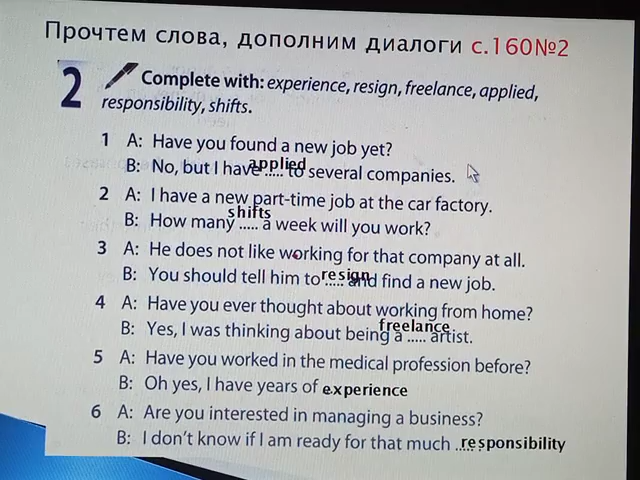 Прочтем слова, дополним диалоги с.160№2
2 Complete with: experience, resign, freelance, applied,
responsibility, shifts.
1 A: Have you found a new job yet?
B: No, but I have applied to several companies.
2 A: I have a new part-time job at the car factory.
B: How many shifts ..... a week will you work?
3 A: He does not like working for that company at all.
B: You should tell him to resign ..... and find a new job.
4 A: Have you ever thought about working from home?
B: Yes, I was thinking about being a freelance ..... artist.
5 A: Have you worked in the medical profession before?
B: Oh yes, I have years of experience
6 A: Are you interested in managing a business?
B: I don't know if I am ready for that much ..... responsibility